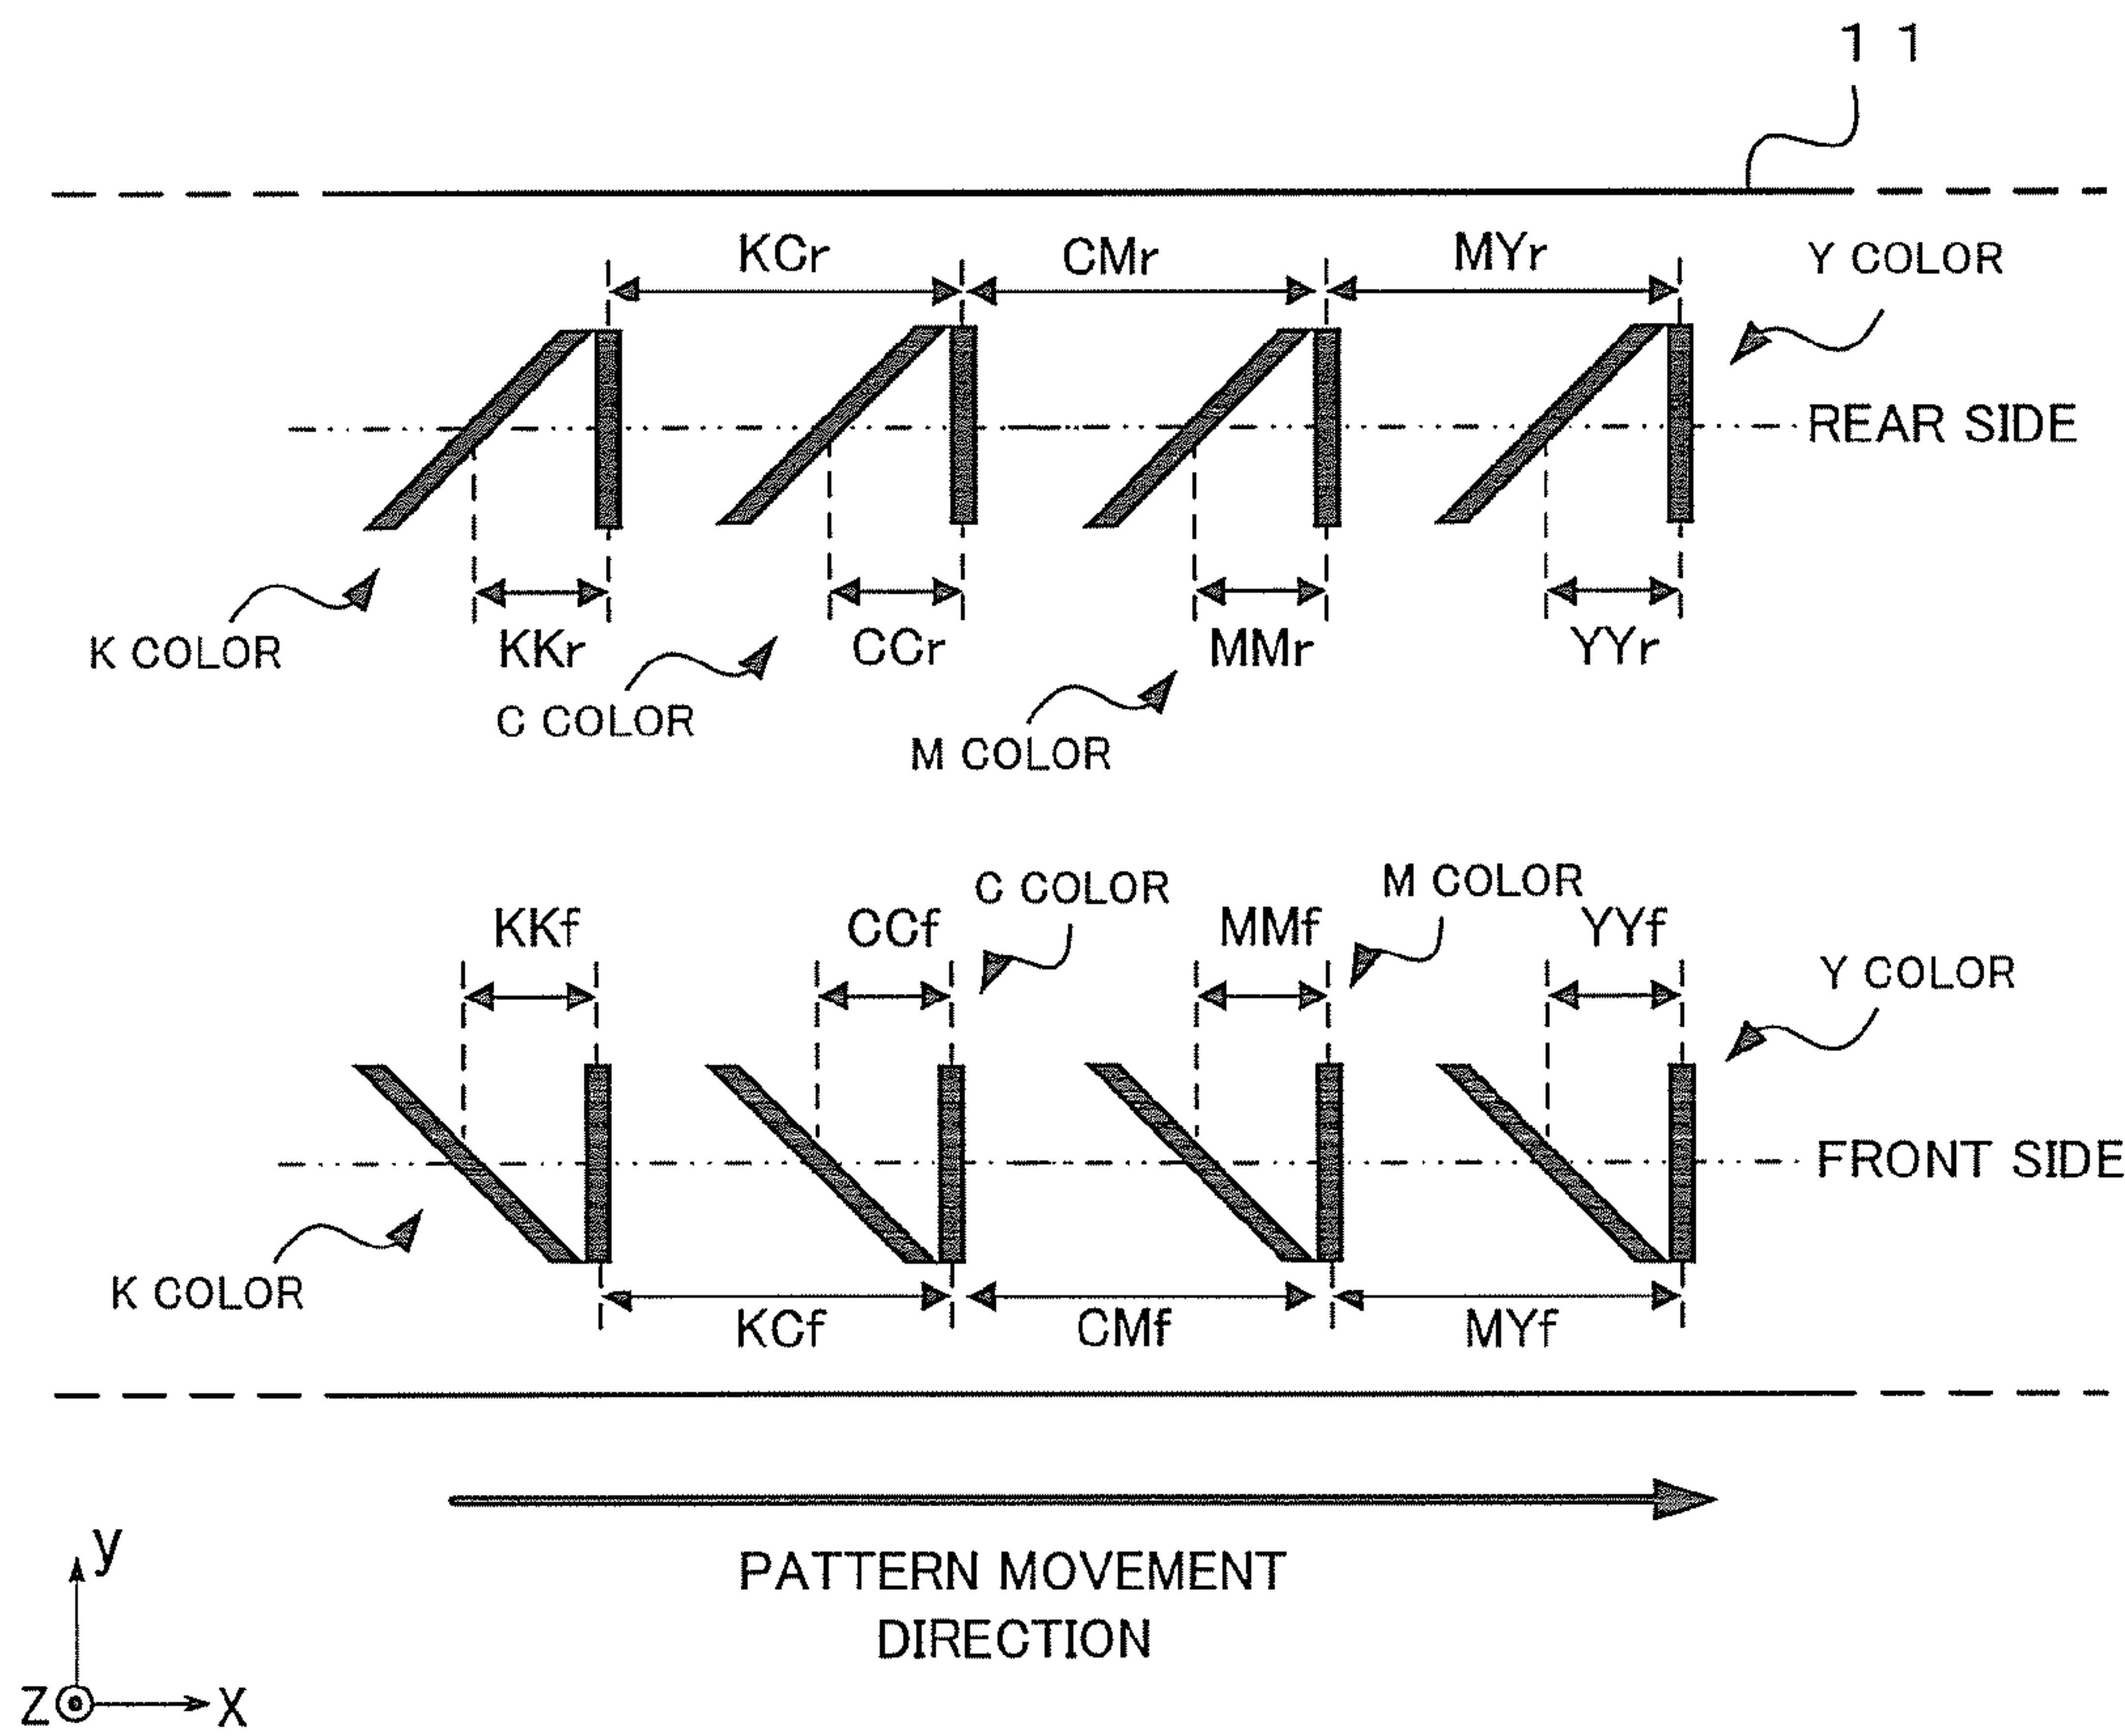 1 1
KCr
CMr
MYr
Y COLOR
REAR SIDE
K COLOR
KKr
CCr
MMr
YYr
C COLOR
M COLOR
C COLOR
M COLOR
KKf
CCf
MMf
YYf
Y COLOR
FRONT SIDE
K COLOR
KCf
CMf
MYf
PATTERN MOVEMENT
DIRECTION
y
Z
X